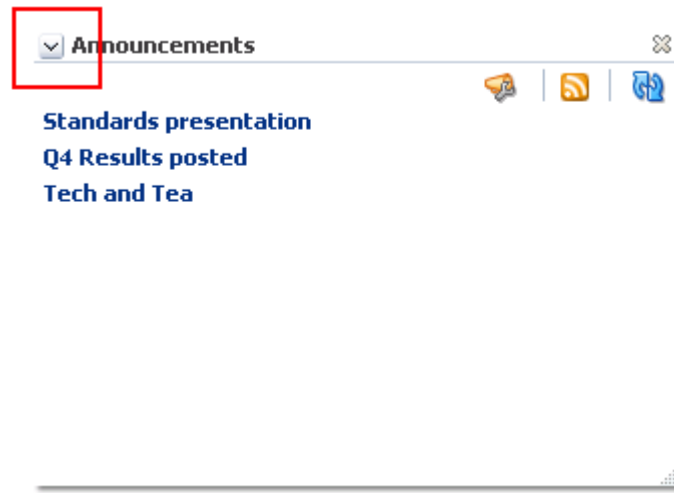 Announcements
Standards presentation
Q4 Results posted
Tech and Tea